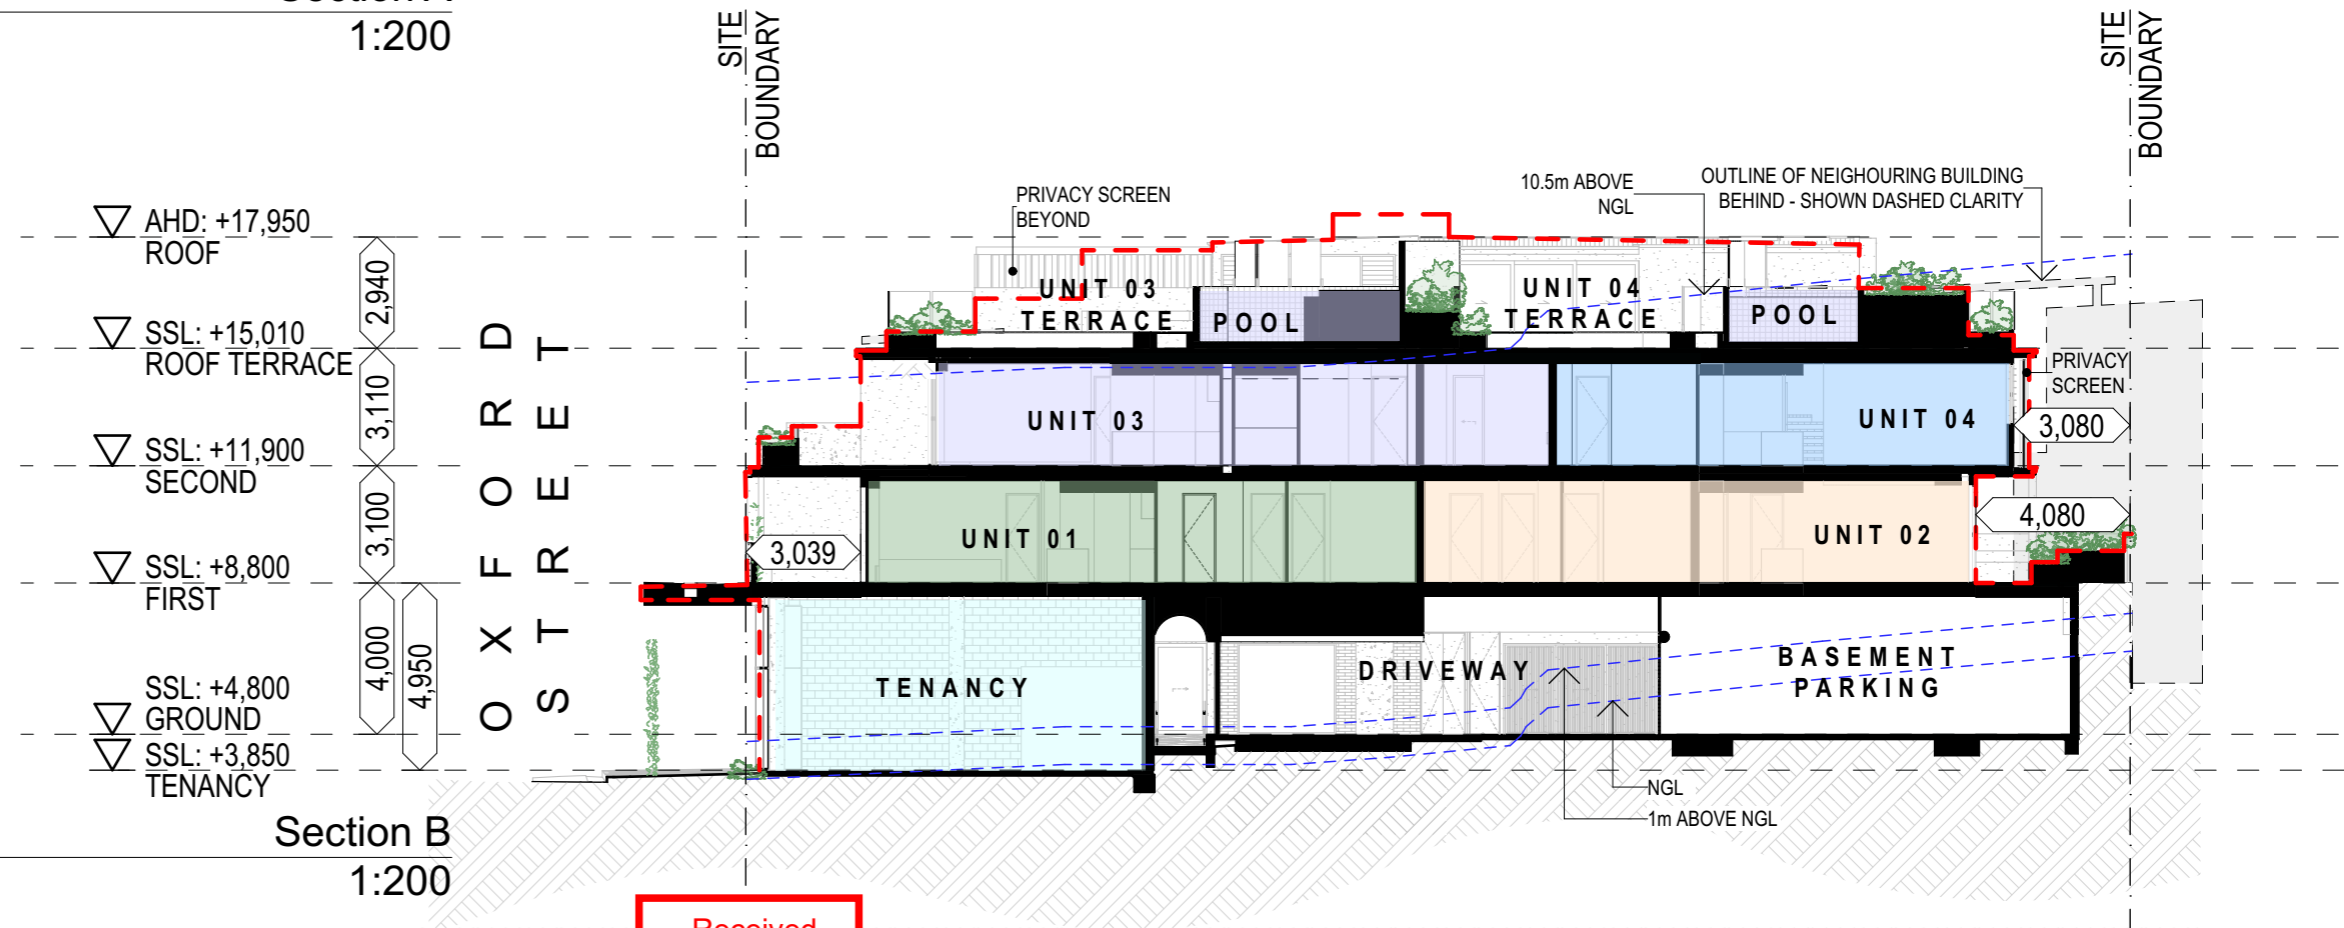 1:200
SITE
BOUNDARY
SITE
BOUNDARY
AHD: +17,950
ROOF
SSL: +15,010
ROOF TERRACE
SSL: +11,900
SECOND
SSL: +8,800
FIRST
SSL: +4,800
GROUND
SSL: +3,850
TENANCY
2,940
3,110
3,100
4,000
4,950
OXFORD
STREET
PRIVACY SCREEN
BEYOND
10.5m ABOVE
NGL
OUTLINE OF NEIGHOURING BUILDING
BEHIND - SHOWN DASHED CLARITY
UNIT 03
TERRACE
POOL
UNIT 04
TERRACE
POOL
PRIVACY
SCREEN
UNIT 03
UNIT 04
3,080
UNIT 01
UNIT 02
3,039
4,080
TENANCY
DRIVEWAY
BASEMENT
PARKING
NGL
1m ABOVE NGL
Section B
1:200
Received